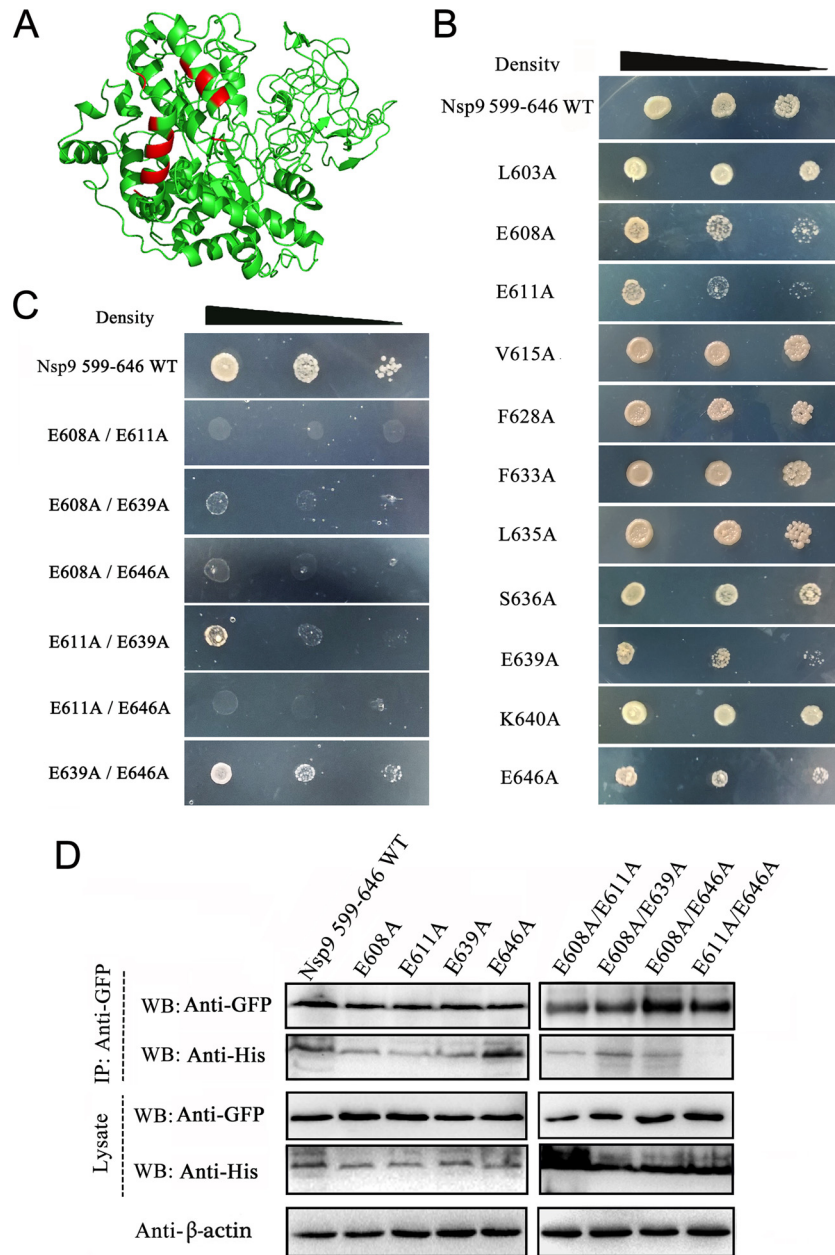 A
B
Density
Nsp9 599-646 WT
L603A
E608A
E611A
V615A
F628A
F633A
L635A
S636A
E639A
K640A
E646A
C
Density
Nsp9 599-646 WT
E608A / E611A
E608A / E639A
E608A / E646A
E611A / E639A
E611A / E646A
E639A / E646A
D
Nsp9 599-646 WT
E608A
E611A
E639A
E646A
E608A/E611A
E608A/E639A
E608A/E646A
E611A/E646A
IP: Anti-GFP
WB: Anti-GFP
WB: Anti-His
Lysate
WB: Anti-GFP
WB: Anti-His
Anti-β-actin